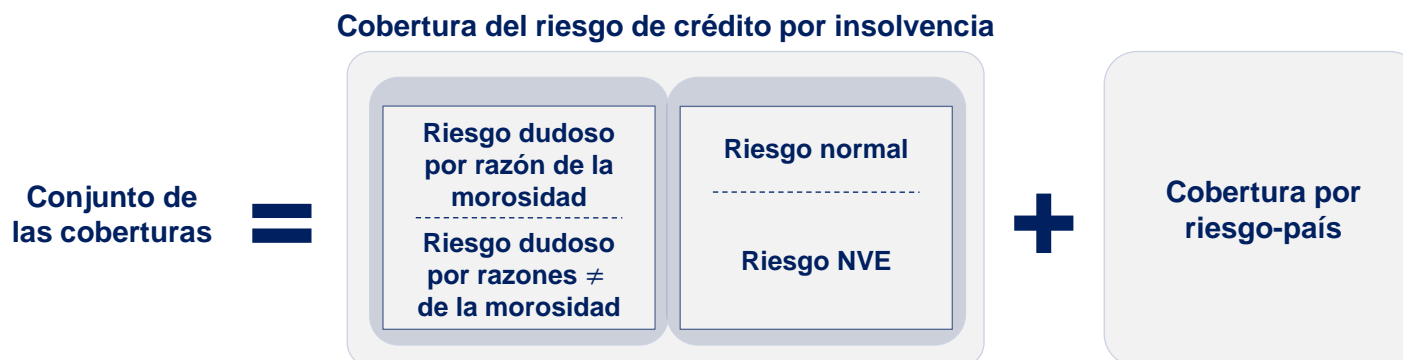 Cobertura del riesgo de crédito por insolvencia
Conjunto de
las coberturas
=
Riesgo dudoso
por razón de la
morosidad
Riesgo dudoso
por razones ≠
de la morosidad
Riesgo normal
Riesgo NVE
+
Cobertura por
riesgo-país